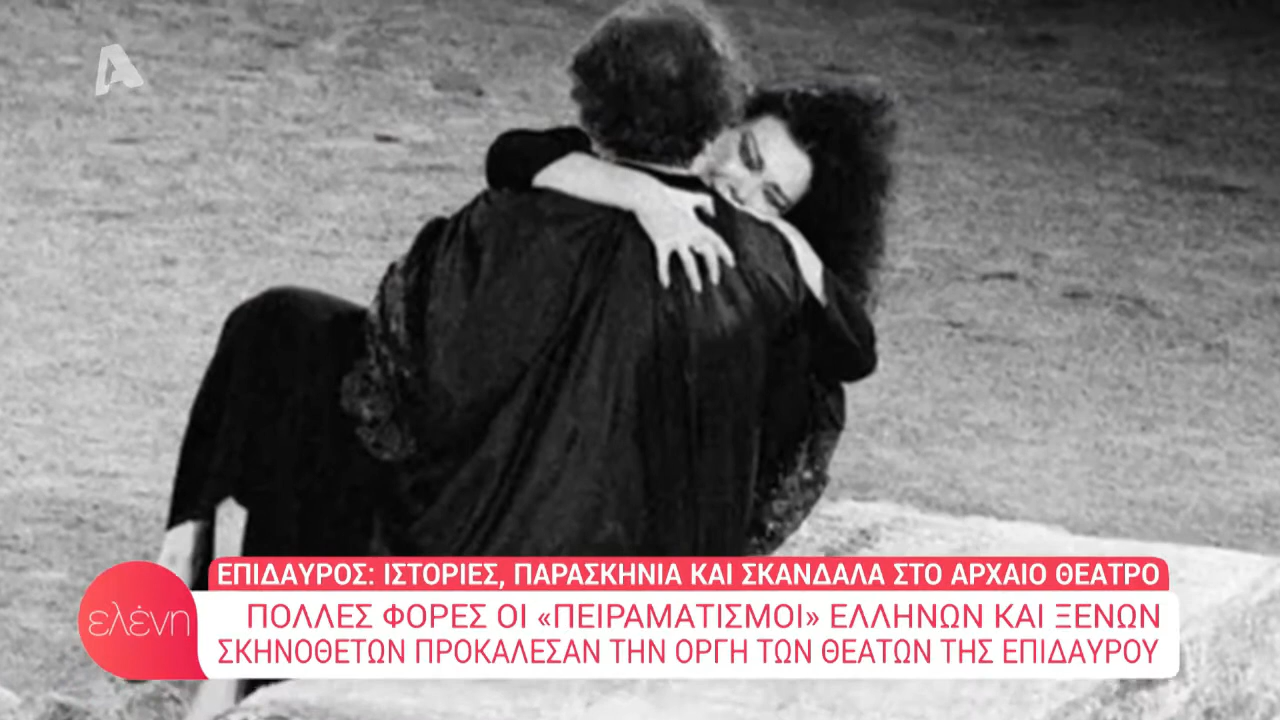 ΕΠΙΔΑΥΡΟΣ: ΙΣΤΟΡΙΕΣ, ΠΑΡΑΣΚΗΝΙΑ ΚΑΙ ΣΚΑΝΔΑΛΑ ΣΤΟ ΑΡΧΑΙΟ ΘΕΑΤΡΟ
ελένη
ΠΟΛΛΕΣ ΦΟΡΕΣ ΟΙ «ΠΕΙΡΑΜΑΤΙΣΜΟΙ» ΕΛΛΗΝΩΝ ΚΑΙ ΞΕΝΩΝ
ΣΚΗΝΟΘΕΤΩΝ ΠΡΟΚΑΛΕΣΑΝ ΤΗΝ ΟΡΓΗ ΤΩΝ ΘΕΑΤΩΝ ΤΗΣ ΕΠΙΔΑΥΡΟΥ